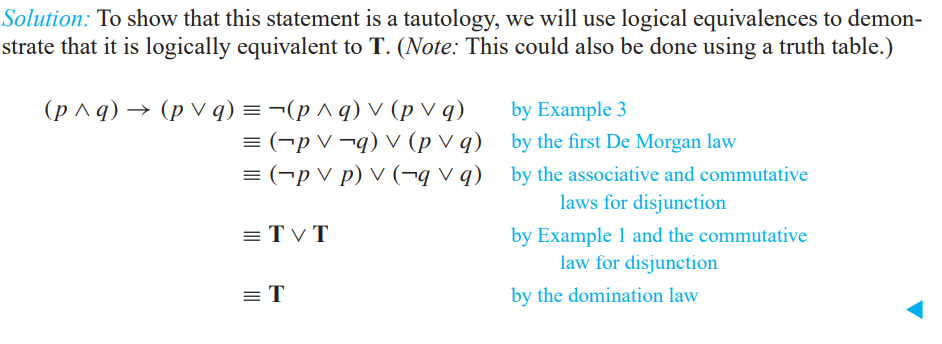 Solution: To show that this statement is a tautology, we will use logical equivalences to demon-
strate that it is logically equivalent to T. (Note: This could also be done using a truth table.)
(p ∧ q) → (p ∨ q) ≡ ¬(p ∧ q) ∨ (p ∨ q) by Example 3
≡ (¬p ∨ ¬q) ∨ (p ∨ q) by the first De Morgan law
≡ (¬p ∨ p) ∨ (¬q ∨ q) by the associative and commutative
laws for disjunction
≡ T ∨ T by Example 1 and the commutative
law for disjunction
≡ T by the domination law